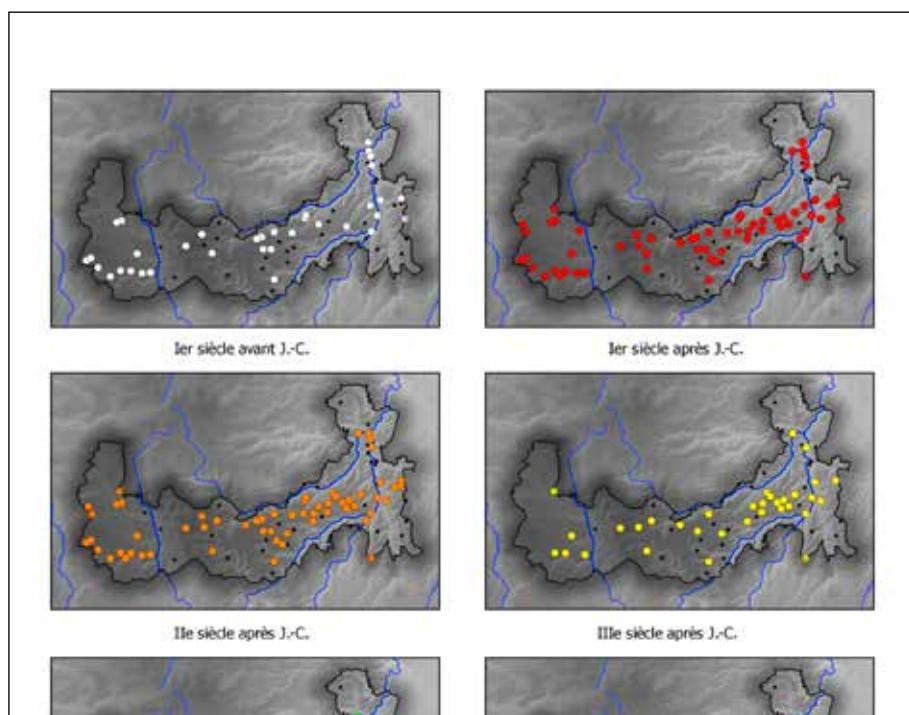 Ier siècle avant J.-C.
Ier siècle après J.-C.
IIe siècle après J.-C.
IIIe siècle après J.-C.